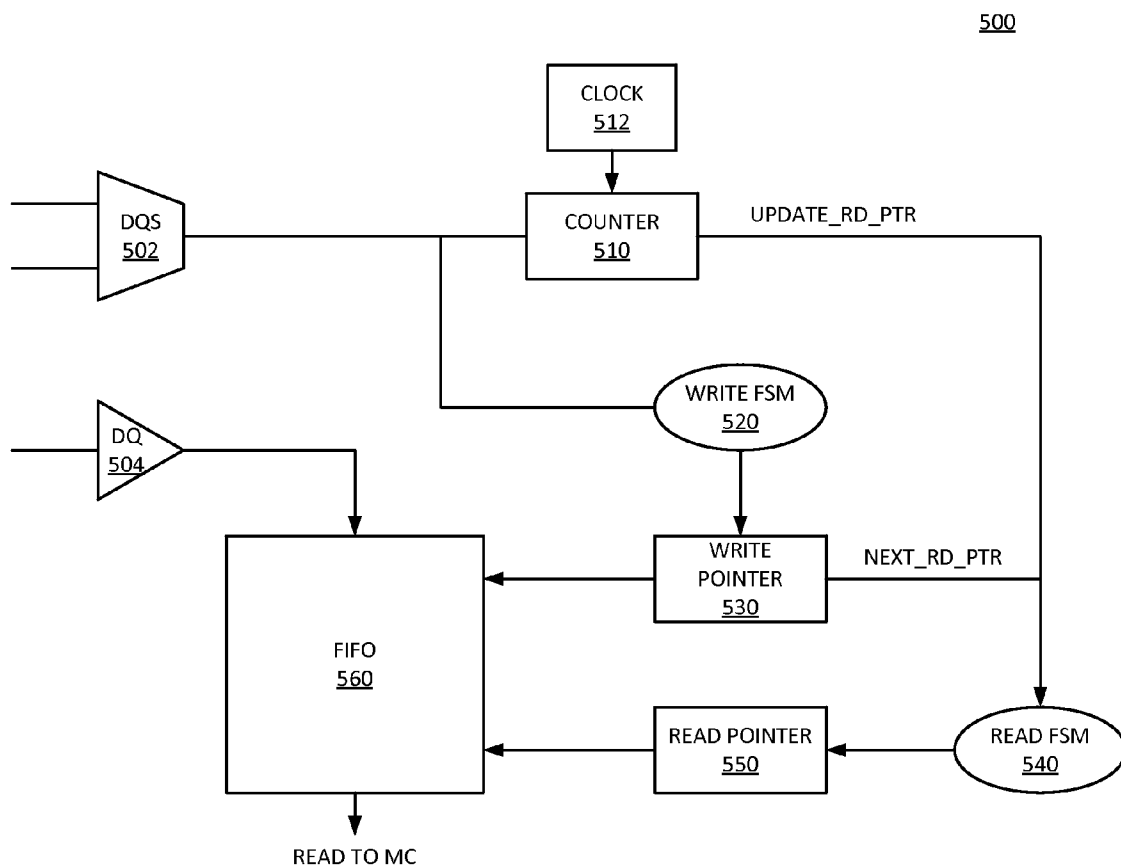 500
CLOCK
512
DQS
502
COUNTER
510
UPDATE_RD_PTR
WRITE FSM
520
DQ
504
WRITE
POINTER
530
NEXT_RD_PTR
FIFO
560
READ POINTER
550
READ FSM
540
READ TO MC